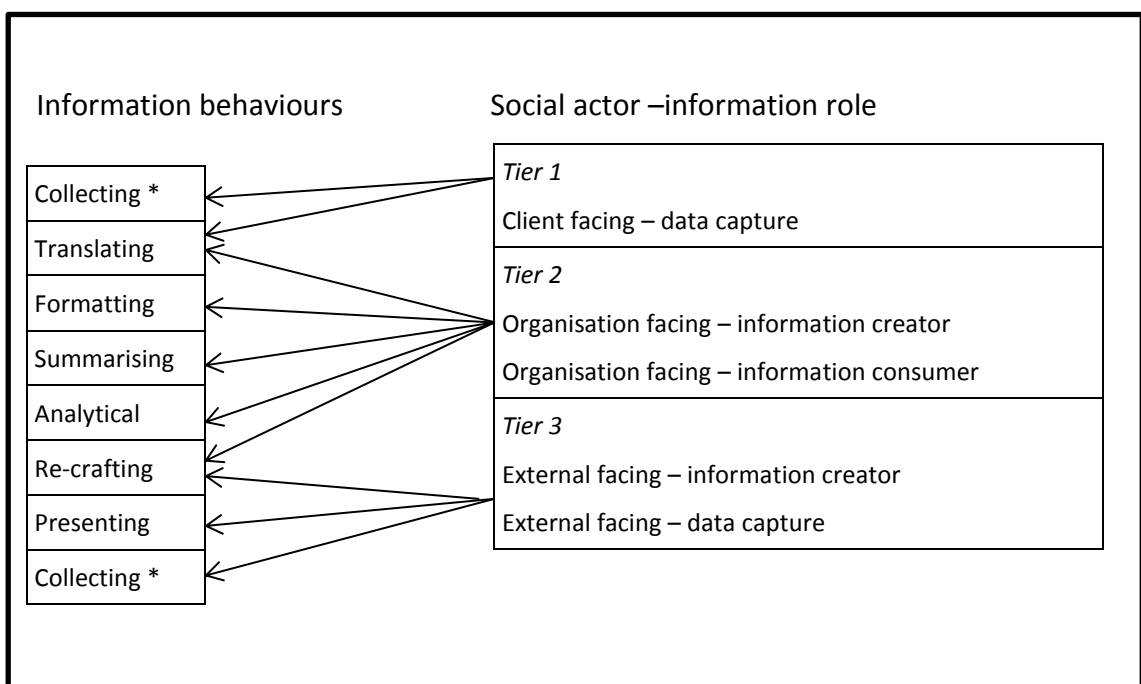 Information behaviours
Social actor –information role
Collecting *
Translating
Formatting
Summarising
Analytical
Re-crafting
Presenting
Collecting *
Tier 1
Client facing – data capture
Tier 2
Organisation facing – information creator
Organisation facing – information consumer
Tier 3
External facing – information creator
External facing – data capture